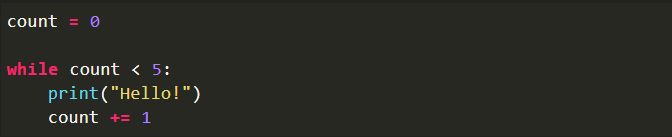 count = 0
while count < 5:
    print("Hello!")
    count += 1